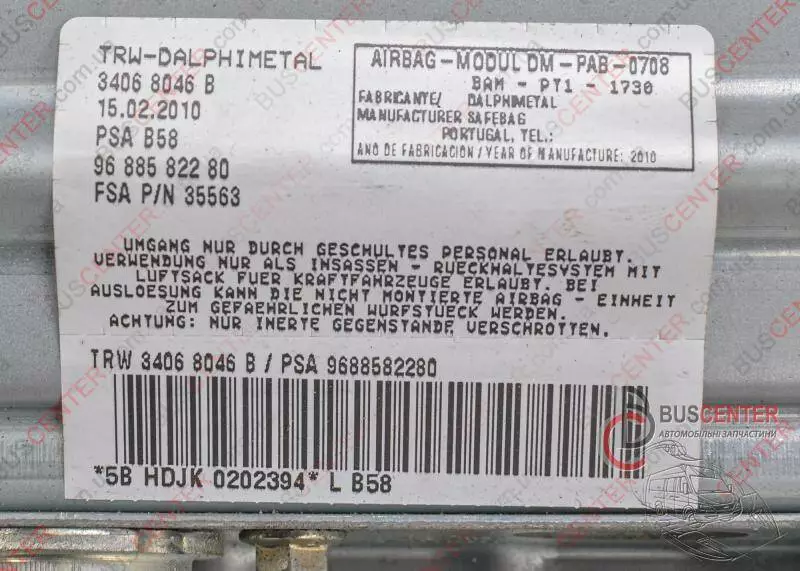 TRW-DALPHIMETAL
3406 8046 B
15.02.2010
PSA B58
96 885 822 80
FSA P/N 35563
AIRBAG-MODUL DM-PAB-0708
BAM - PT1 - 1730
FABRICANTE/ DALPHIMETAL
MANUFACTURER SAFEBAG
PORTUGAL, TEL.:
ANO DE FABRICACION/YEAR OF MANUFACTURE: 2010
UMGANG NUR DURCH GESCHULTES PERSONAL ERLAUBT.
VERWENDUNG NUR ALS INSASSEN - RUECKHALTESYSTEM MIT
LUFTSACK FUER KRAFTFAHRZEUGE ERLAUBT. BEI
AUSLOESUNG KANN DIE NICHT MONTIERTE AIRBAG - EINHEIT
ZUM GEFAEHRLICHEN WURFSTUECK WERDEN.
ACHTUNG: NUR INERTE GEGENSTANDE VERSCHROTTEN.
TRW 3406 8046 B / PSA 9688582280
*5B HDJK 0202394* L B58
BUSCENTER
АВТОМОБІЛЬНІ ЗАПЧАСТИНИ